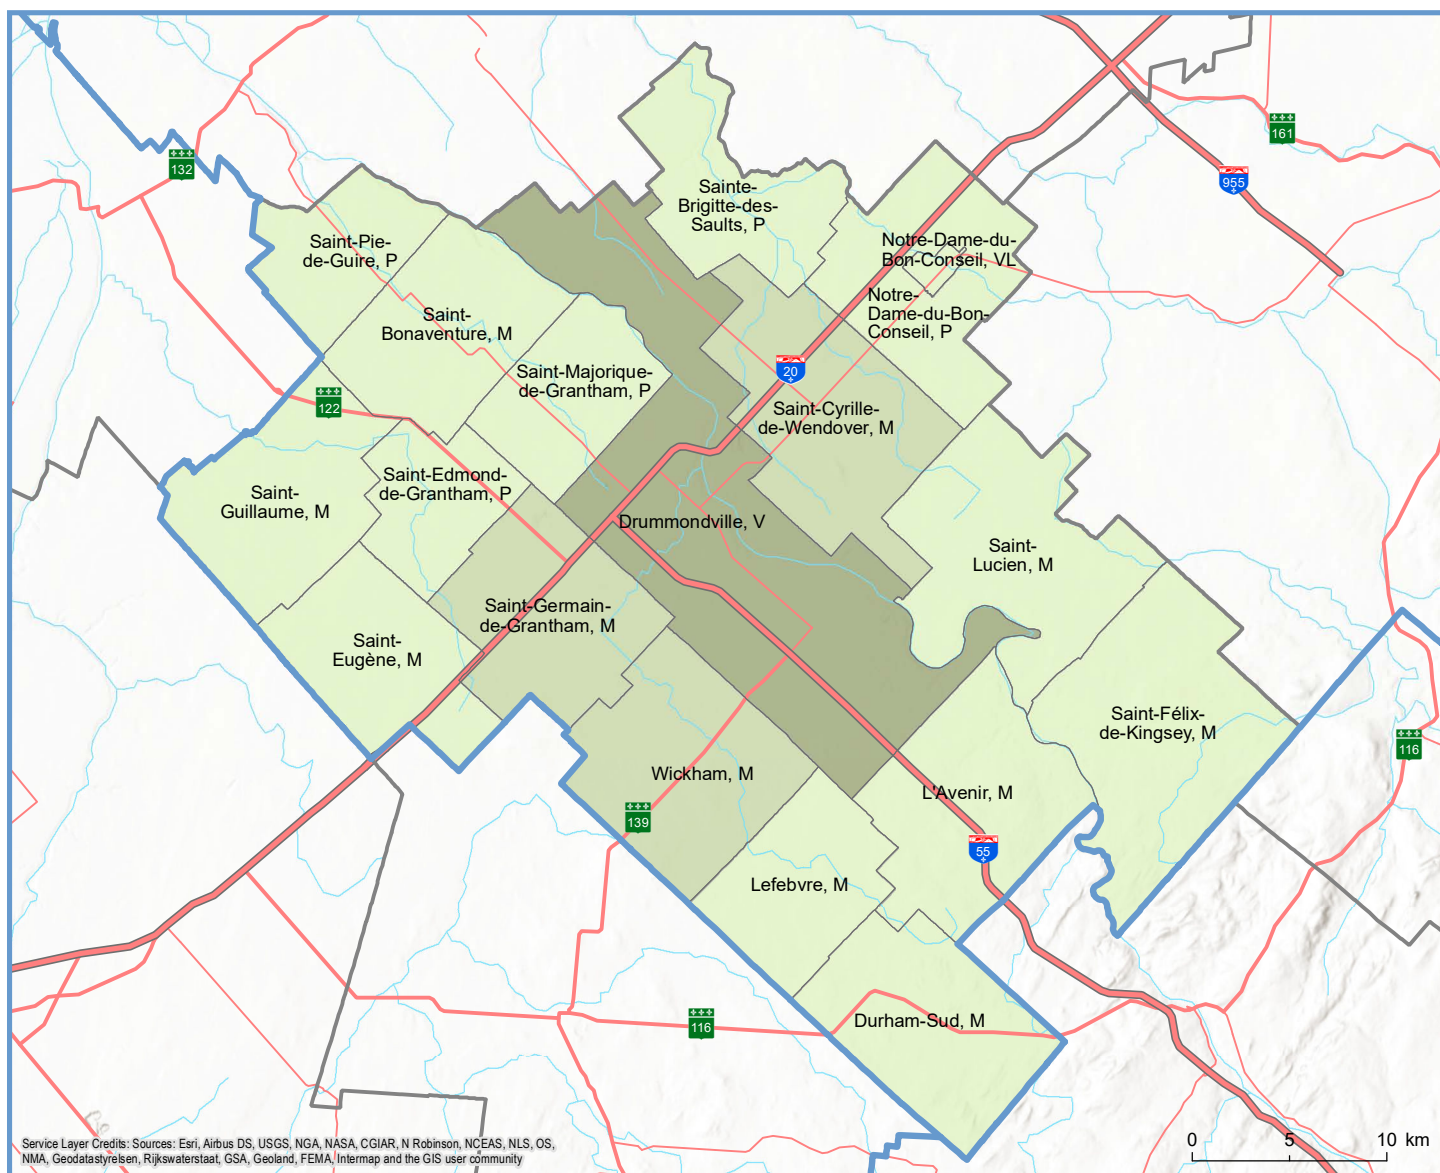 161
132
955
Sainte-
Brigitte-des-
Saults, P
Saint-Pie-
de-Guire, P
Notre-Dame-du-
Bon-Conseil, VL
Notre-
Dame-du-Bon-
Conseil, P
Saint-
Bonaventure, M
20
Saint-Majorique-
de-Grantham, P
122
Saint-Cyrille-
de-Wendover, M
Saint-Edmond-
de-Grantham, P
Saint-
Guillaume, M
Drummondville, V
Saint-
Lucien, M
Saint-Germain-
de-Grantham, M
Saint-
Eugène, M
Saint-Félix-
de-Kingsey, M
116
Wickham, M
L'Avenir, M
139
55
Lefebvre, M
Durham-Sud, M
116
Service Layer Credits: Sources: Esri, Airbus DS, USGS, NGA, NASA, CGIAR, N Robinson, NCEAS, NLS, OS,
NMA, Geodatastyrelsen, Rijkswaterstaat, GSA, Geoland, FEMA, Intermap and the GIS user community
0 5 10 km